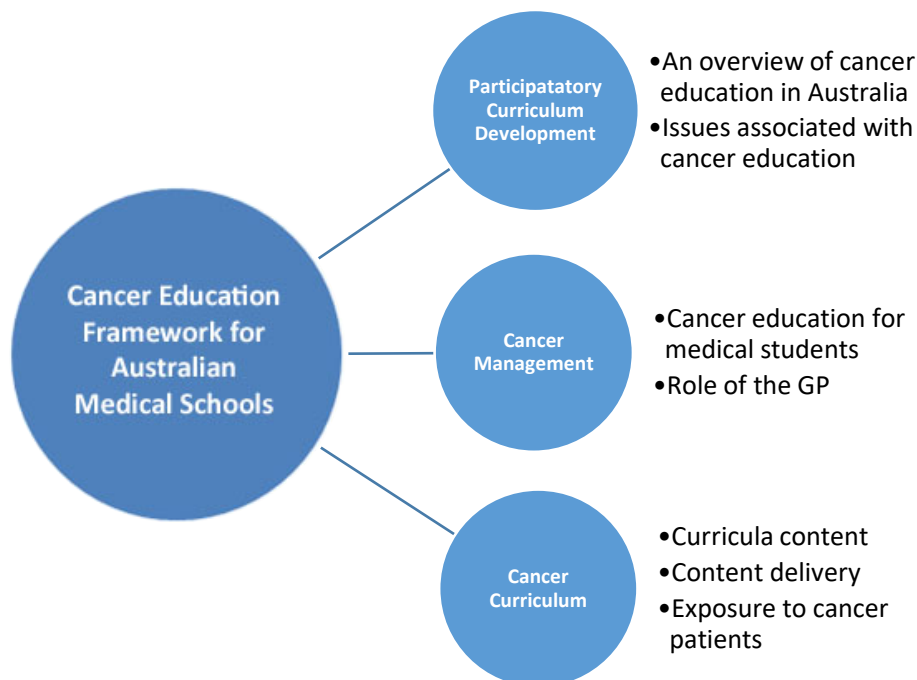 Cancer Education
Framework for
Australian
Medical Schools
Participatatory
Curriculum
Development
•An overview of cancer
education in Australia
•Issues associated with
cancer education
Cancer
Management
•Cancer education for
medical students
•Role of the GP
Cancer
Curriculum
•Curricula content
•Content delivery
•Exposure to cancer
patients